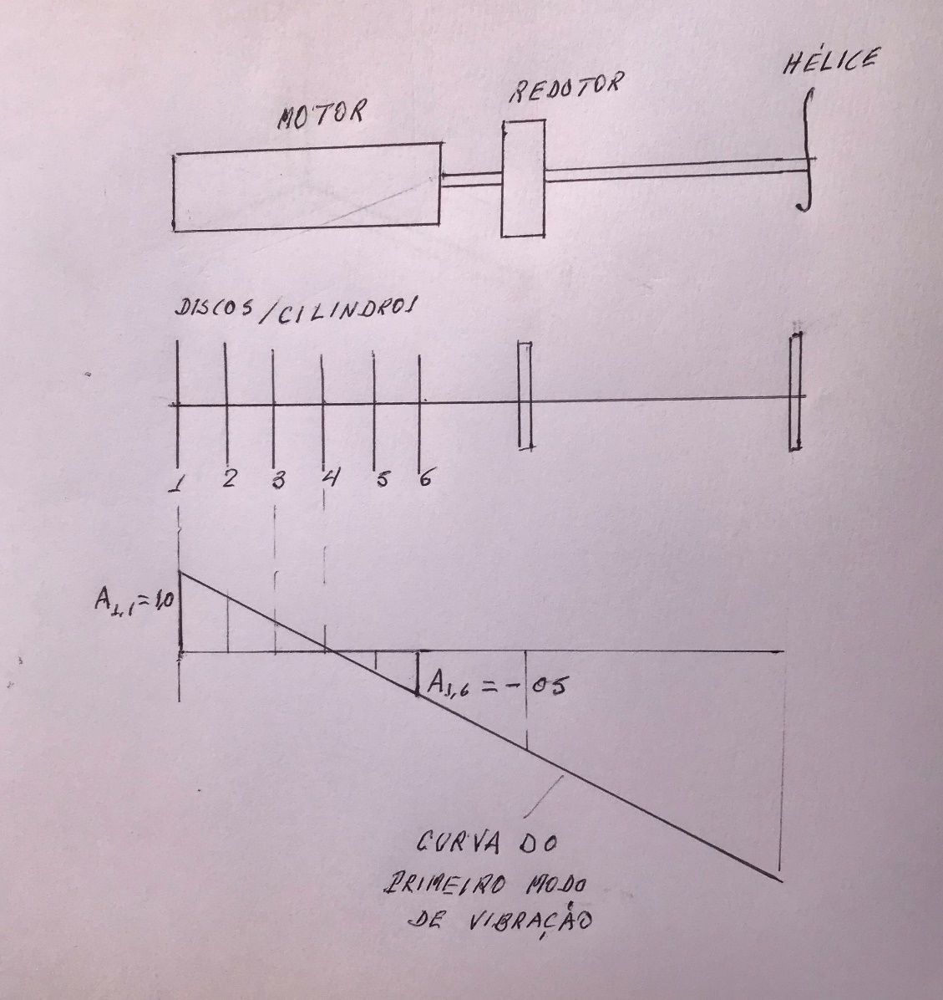 MOTOR
REDUTOR
HÉLICE
DISCOS/CILINDROS
1 2 3 4 5 6
A1,1=1,0
A1,6 = - 05
CURVA DO
PRIMEIRO MODO
DE VIBRAÇÃO